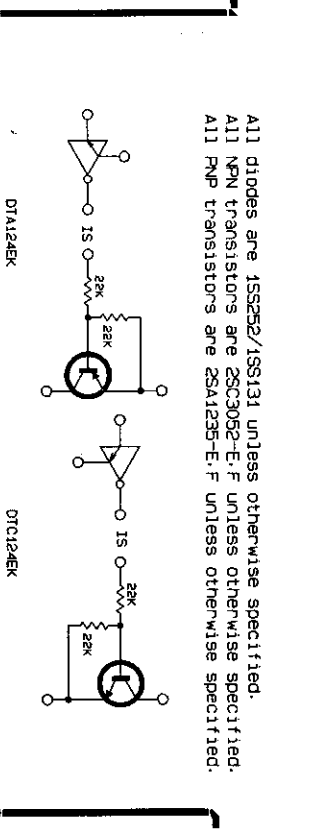 All diodes are 1SS252/1SS131 unless otherwise specified.
All NPN transistors are 2SC3052-E,F unless otherwise specified.
All PNP transistors are 2SA1235-E,F unless otherwise specified.
IS
22K
22K
DTA124EK
IS
22K
22K
DTC124EK